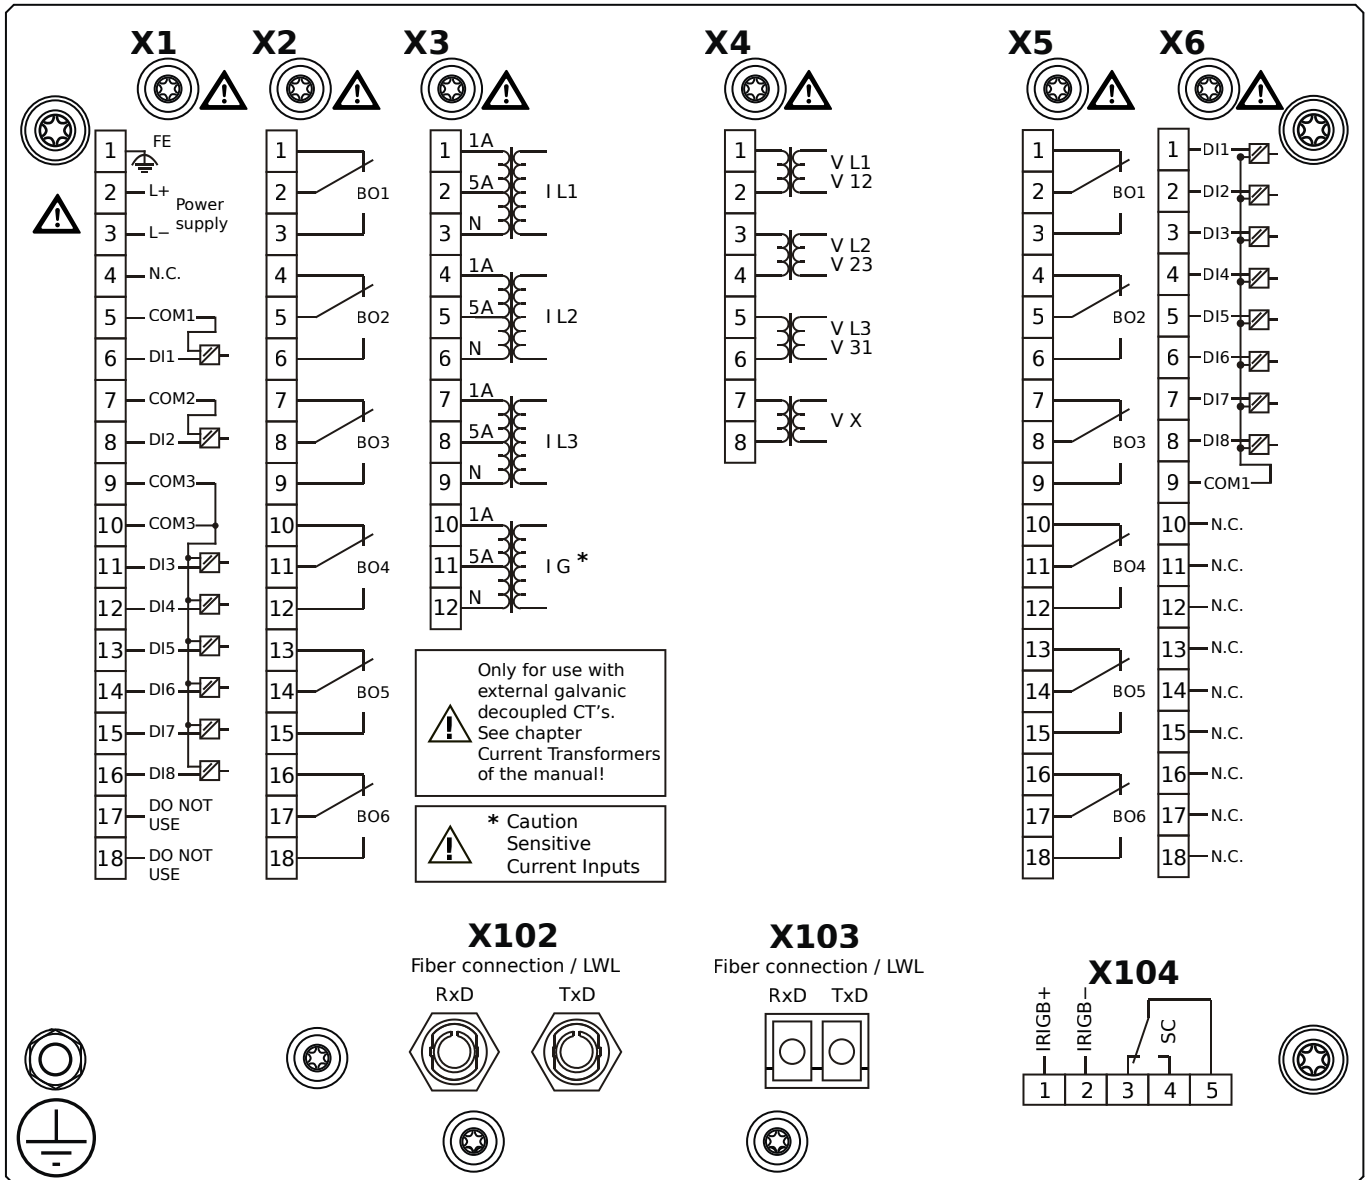 X1 X2 X3 X4 X5 X6
1 FE
2 L+
Power
supply
3 L−
4 N.C.
5 COM1
6 DI1
7 COM2
8 DI2
9 COM3
10 COM3
11 DI3
12 DI4
13 DI5
14 DI6
15 DI7
16 DI8
17 DO NOT
USE
18 DO NOT
USE
1
2 BO1
3
4
5 BO2
6
7
8 BO3
9
10
11 BO4
12
13
14 BO5
15
16
17 BO6
18
1 1A
2 5A I L1
3 N
4 1A
5 5A I L2
6 N
7 1A
8 5A I L3
9 N
10 1A
11 5A I G *
12 N
Only for use with
external galvanic
decoupled CT's.
See chapter
Current Transformers
of the manual!
* Caution
Sensitive
Current Inputs
1 V L1
2 V 12
3 V L2
4 V 23
5 V L3
6 V 31
7 V X
8
1
2 BO1
3
4
5 BO2
6
7
8 BO3
9
10
11 BO4
12
13
14 BO5
15
16
17 BO6
18
1 DI1
2 DI2
3 DI3
4 DI4
5 DI5
6 DI6
7 DI7
8 DI8
9 COM1
10 N.C.
11 N.C.
12 N.C.
13 N.C.
14 N.C.
15 N.C.
16 N.C.
17 N.C.
18 N.C.
X102
Fiber connection / LWL
RxD TxD
X103
Fiber connection / LWL
RxD TxD
X104
IRIGB+
IRIGB−
SC
1 2 3 4 5